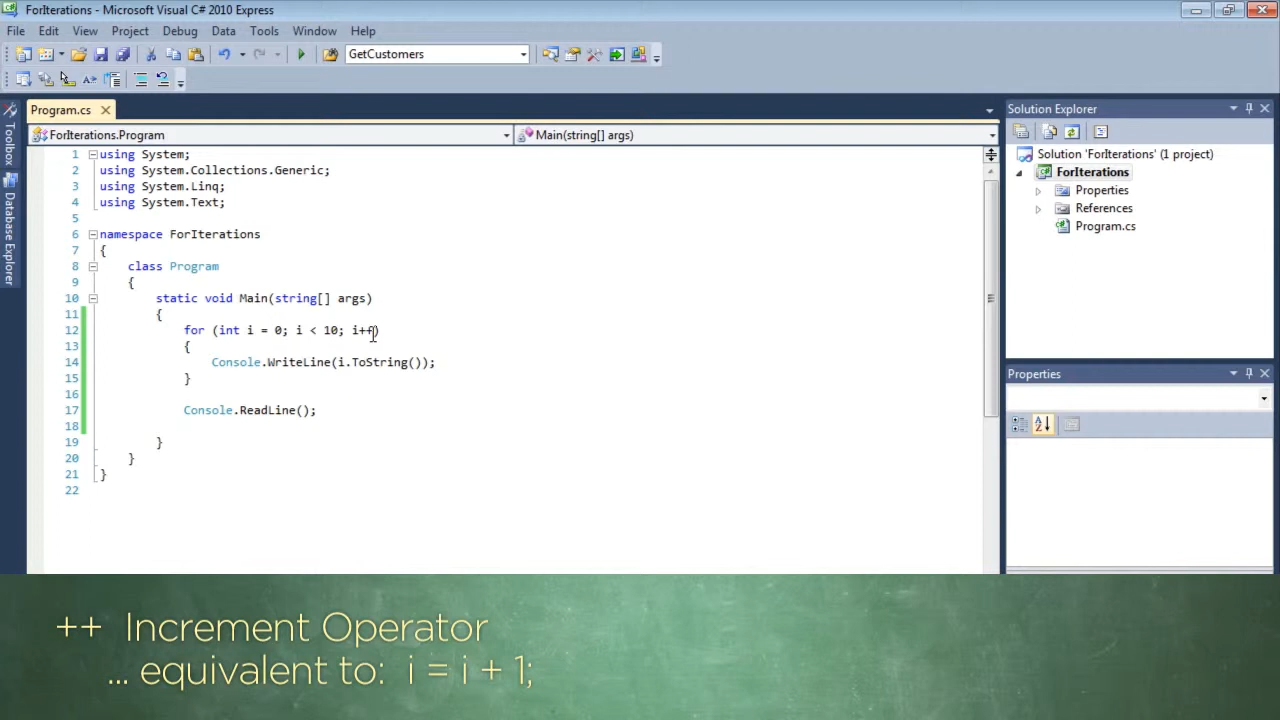 ForIterations - Microsoft Visual C# 2010 Express
File Edit View Project Debug Data Tools Window Help
GetCustomers
Toolbox
Database Explorer
Program.cs
ForIterations.Program
Main(string[] args)
1 using System;
2 using System.Collections.Generic;
3 using System.Linq;
4 using System.Text;
5
6 namespace ForIterations
7 {
8 class Program
9 {
10 static void Main(string[] args)
11 {
12 for (int i = 0; i < 10; i++)
13 {
14 Console.WriteLine(i.ToString());
15 }
16
17 Console.ReadLine();
18
19 }
20 }
21 }
22
Solution Explorer
Solution 'ForIterations' (1 project)
ForIterations
Properties
References
Program.cs
Properties
++ Increment Operator
... equivalent to: i = i + 1;